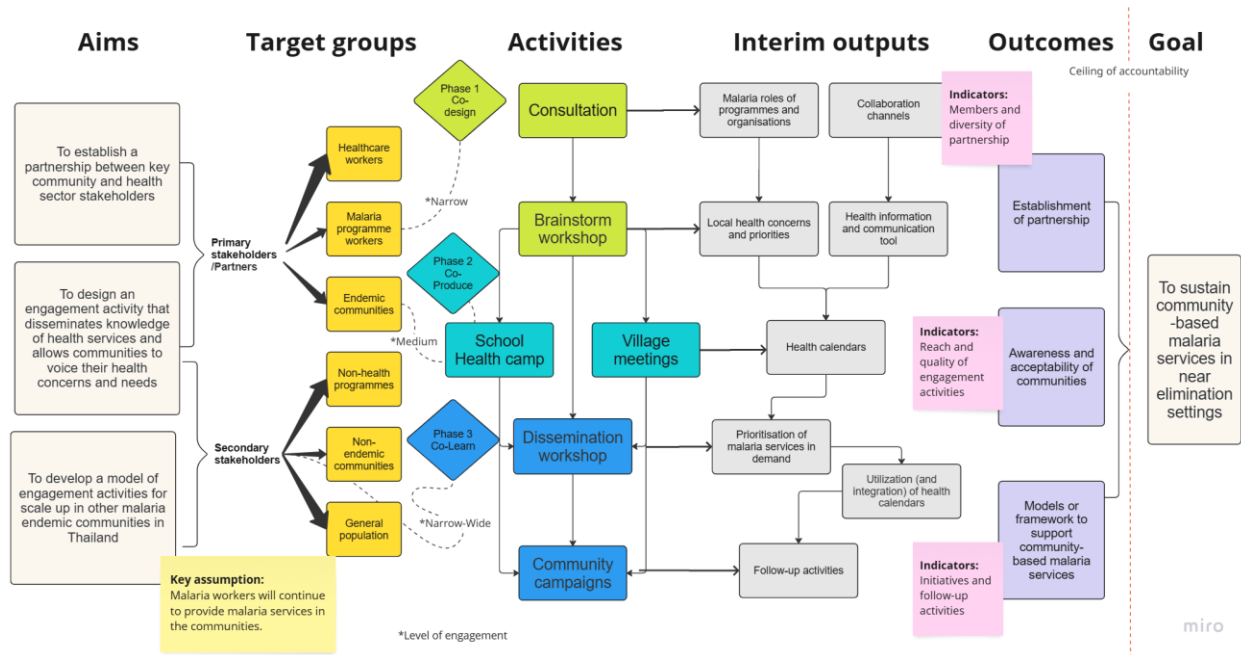 Aims
Target groups
Activities
Interim outputs
Outcomes
Goal
Ceiling of accountability
To establish a
partnership between key
community and health
sector stakeholders
To design an
engagement activity that
disseminates knowledge
of health services and
allows communities to
voice their health
concerns and needs
To develop a model of
engagement activities for
scale up in other malaria
endemic communities in
Thailand
Key assumption:
Malaria workers will continue
to provide malaria services in
the communities.
Primary
stakeholders
/Partners
Secondary
stakeholders
Healthcare
workers
Malaria
programme
workers
Endemic
communities
Non-health
programmes
Non-
endemic
communities
General
population
Phase 1
Co-
design
*Narrow
Phase 2
Co-
Produce
*Medium
Phase 3
Co-Learn
*Narrow-Wide
*Level of engagement
Consultation
Brainstorm
workshop
School
Health camp
Village
meetings
Dissemination
workshop
Community
campaigns
Malaria roles of
programmes and
organisations
Collaboration
channels
Local health concerns
and priorities
Health information
and communication
tool
Health calendars
Prioritisation of
malaria services in
demand
Utilization (and
integration) of health
calendars
Follow-up activities
Indicators:
Members and
diversity of
partnership
Establishment
of partnership
Indicators:
Reach and
quality of
engagement
activities
Awareness and
acceptability of
communities
Indicators:
Initiatives and
follow-up
activities
Models or
framework to
support
community-
based malaria
services
To sustain
community
-based
malaria
services in
near
elimination
settings
miro